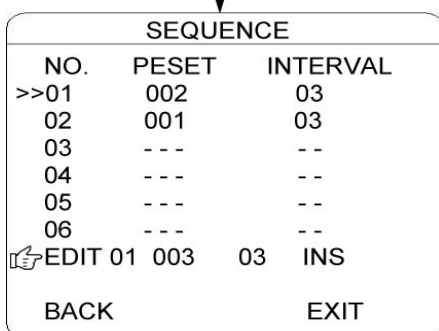 SEQUENCE
NO. PESET INTERVAL
>>01 002 03
02 001 03
03 --- --
04 --- --
05 --- --
06 --- --
EDIT 01 003 03 INS
BACK EXIT